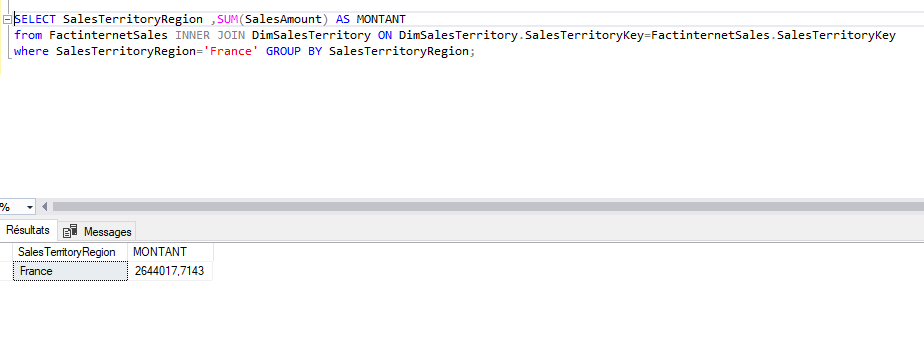 SELECT SalesTerritoryRegion ,SUM(SalesAmount) AS MONTANT
from FactinternetSales INNER JOIN DimSalesTerritory ON DimSalesTerritory.SalesTerritoryKey=FactinternetSales.SalesTerritoryKey
where SalesTerritoryRegion='France' GROUP BY SalesTerritoryRegion;
%
Résultats Messages
SalesTerritoryRegion MONTANT
France 2644017,7143